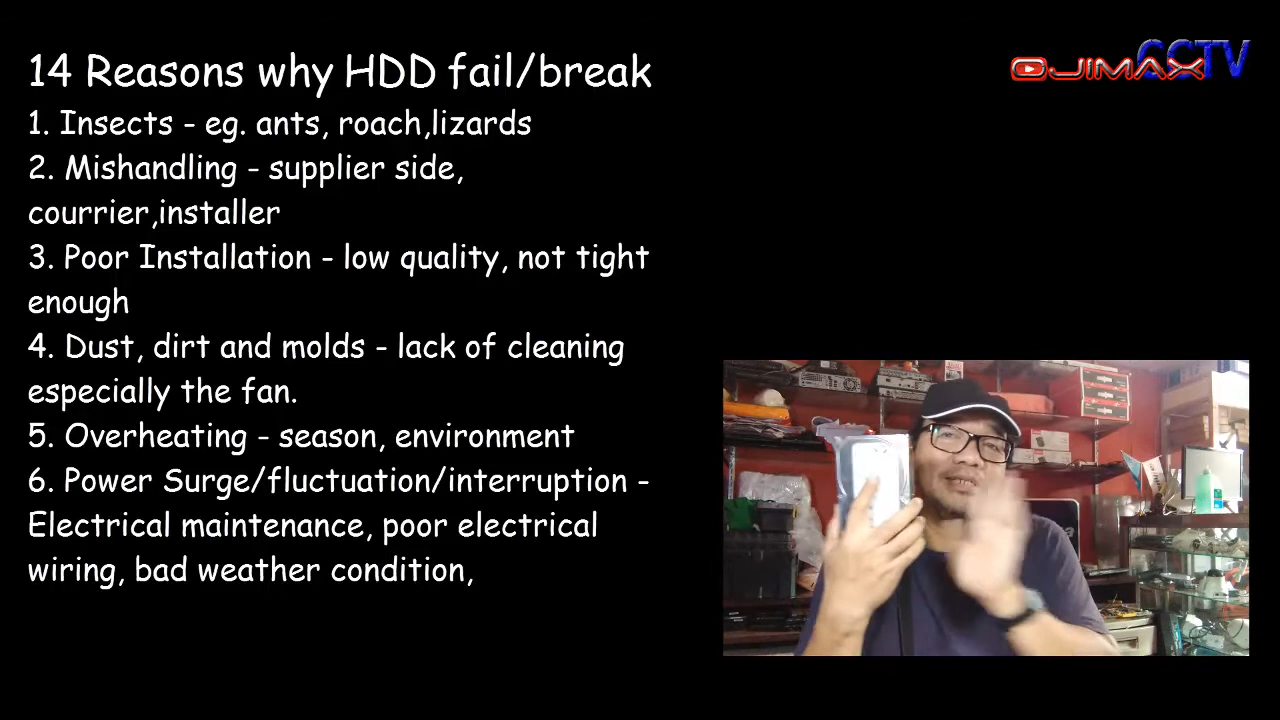 14 Reasons why HDD fail/break
1. Insects - eg. ants, roach,lizards
2. Mishandling - supplier side,
courrier,installer
3. Poor Installation - low quality, not tight
enough
4. Dust, dirt and molds - lack of cleaning
especially the fan.
5. Overheating - season, environment
6. Power Surge/fluctuation/interruption -
Electrical maintenance, poor electrical
wiring, bad weather condition,
OJIMAX CCTV